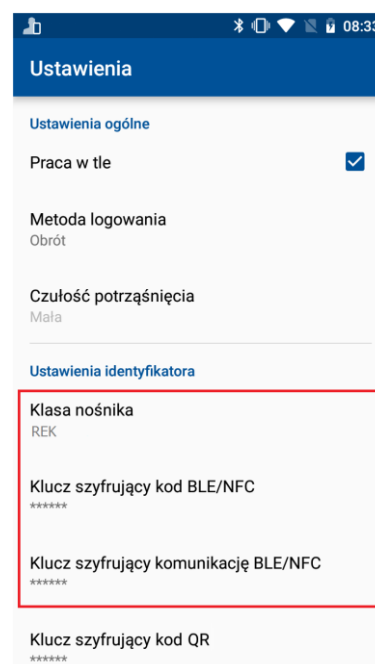 08:33
Ustawienia
Ustawienia ogólne
Praca w tle
Metoda logowania
Obrót
Czułość potrząśnięcia
Mała
Ustawienia identyfikatora
Klasa nośnika
REK
Klucz szyfrujący kod BLE/NFC
******
Klucz szyfrujący komunikację BLE/NFC
******
Klucz szyfrujący kod QR
******